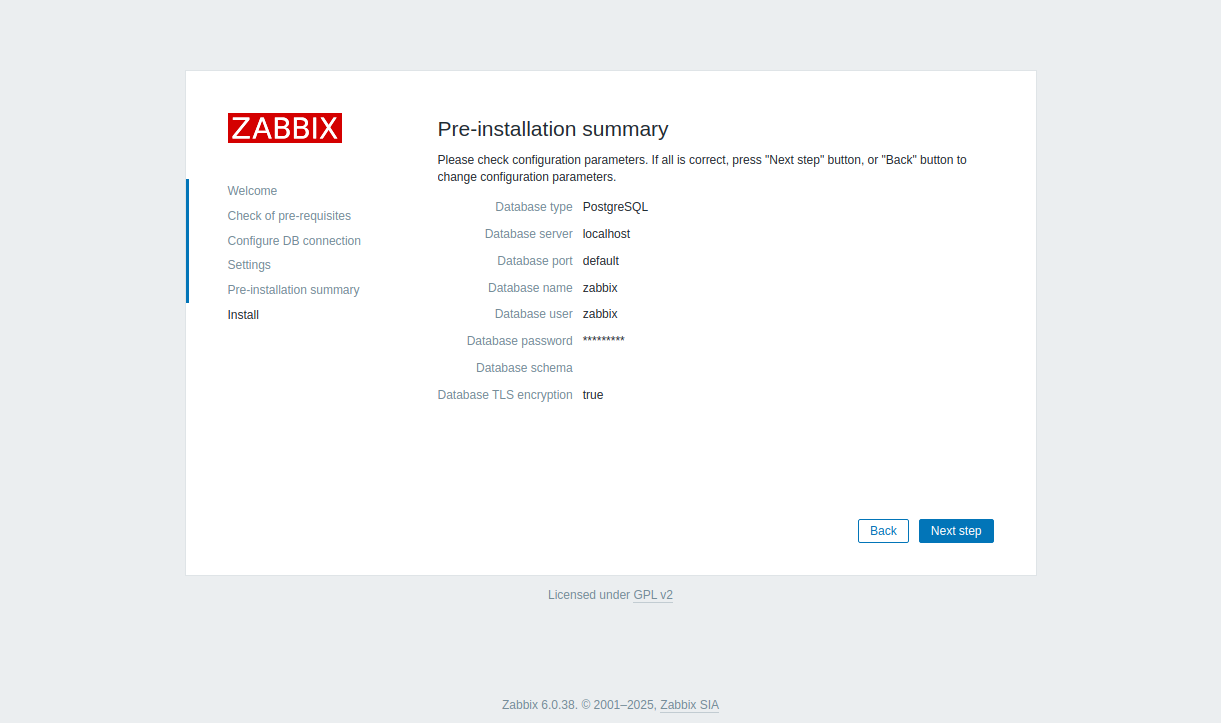 ZABBIX
Welcome
Check of pre-requisites
Configure DB connection
Settings
Pre-installation summary
Install
Pre-installation summary
Please check configuration parameters. If all is correct, press "Next step" button, or "Back" button to
change configuration parameters.
Database type PostgreSQL
Database server localhost
Database port default
Database name zabbix
Database user zabbix
Database password *********
Database schema
Database TLS encryption true
Back Next step
Licensed under GPL v2
Zabbix 6.0.38. © 2001–2025, Zabbix SIA